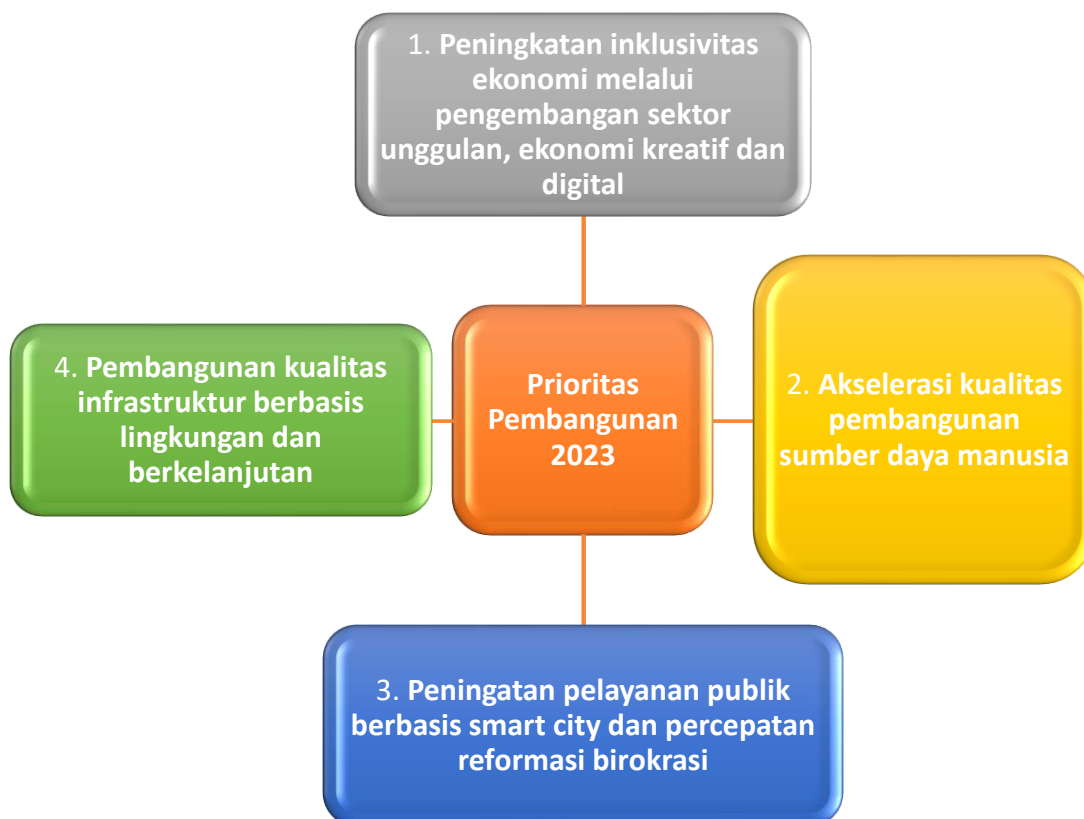 1. Peningkatan inklusivitas
ekonomi melalui
pengembangan sektor
unggulan, ekonomi kreatif dan
digital
4. Pembangunan kualitas
infrastruktur berbasis
lingkungan dan
berkelanjutan
Prioritas
Pembangunan
2023
2. Akselerasi kualitas
pembangunan
sumber daya manusia
3. Peningatan pelayanan publik
berbasis smart city dan percepatan
reformasi birokrasi